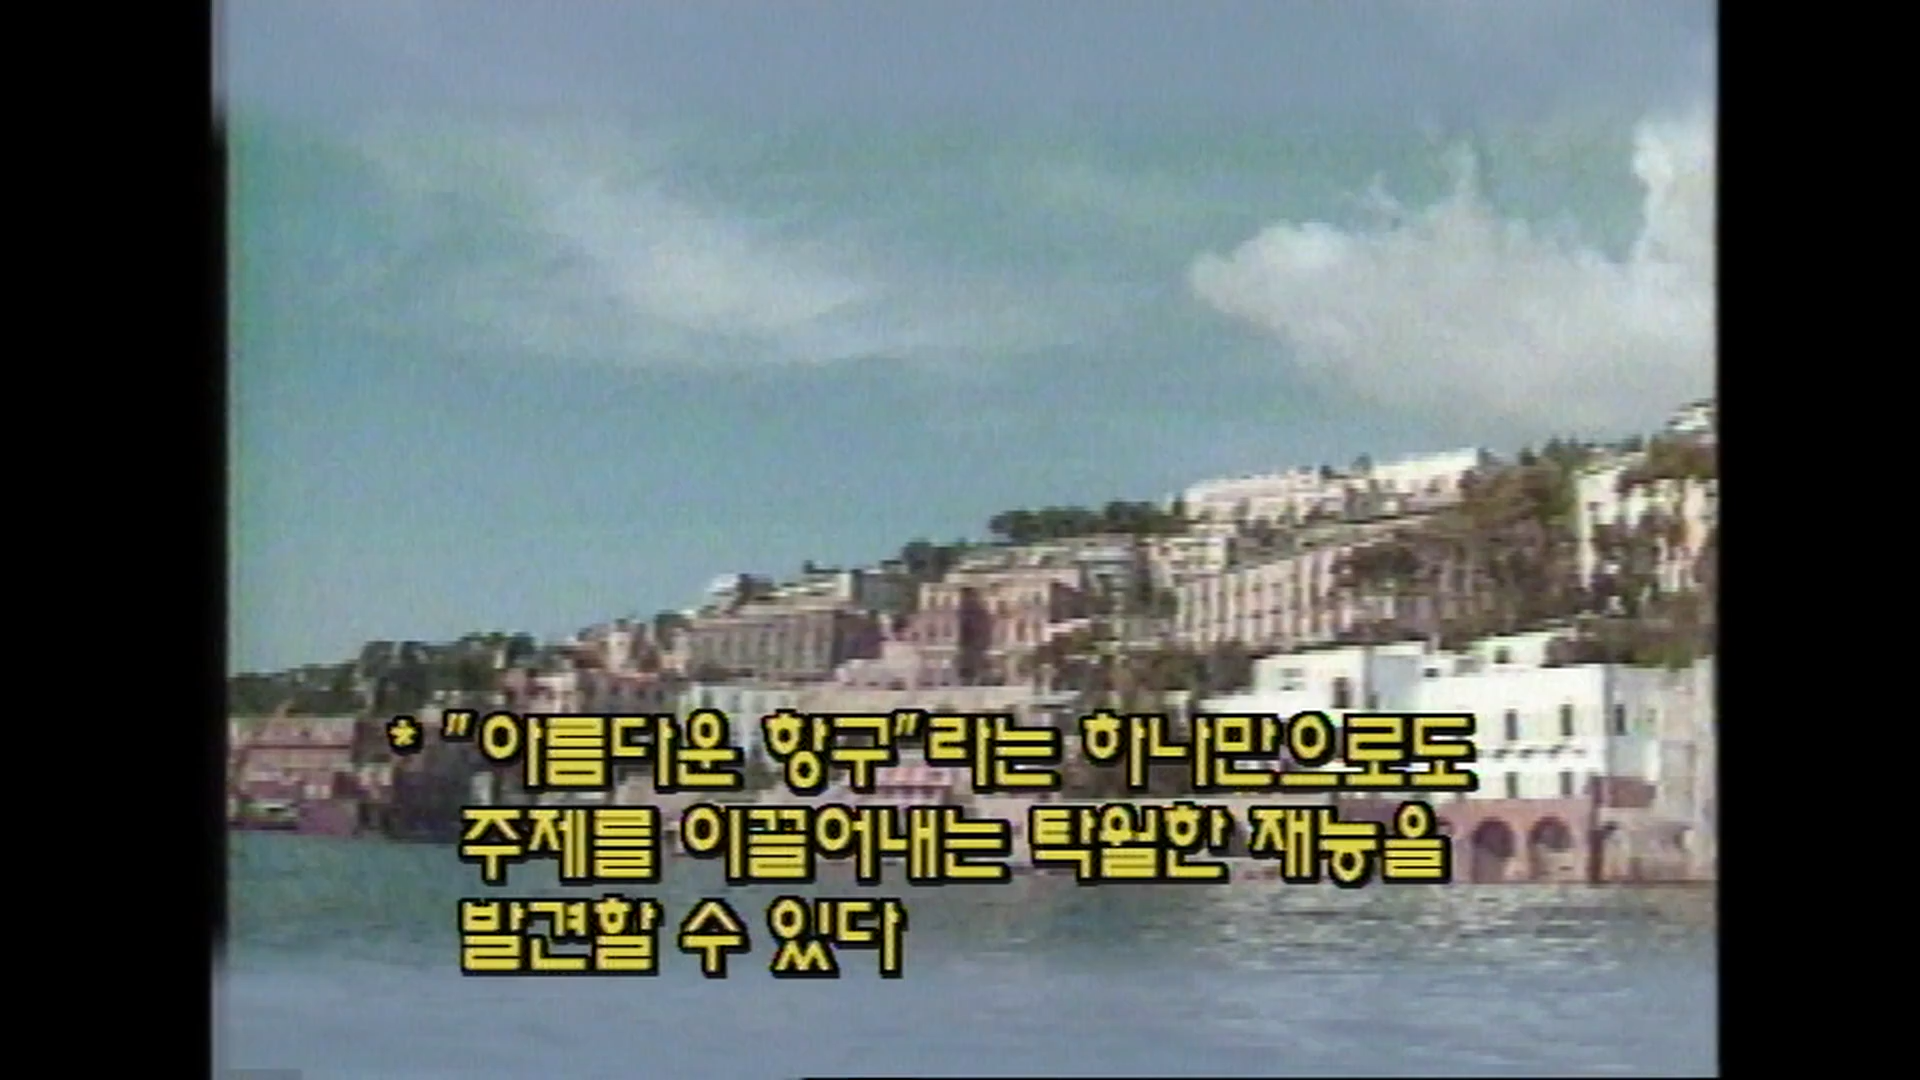 * "아름다운 항구"라는 하나만으로도
주제를 이끌어내는 탁월한 재능을
발견할 수 있다